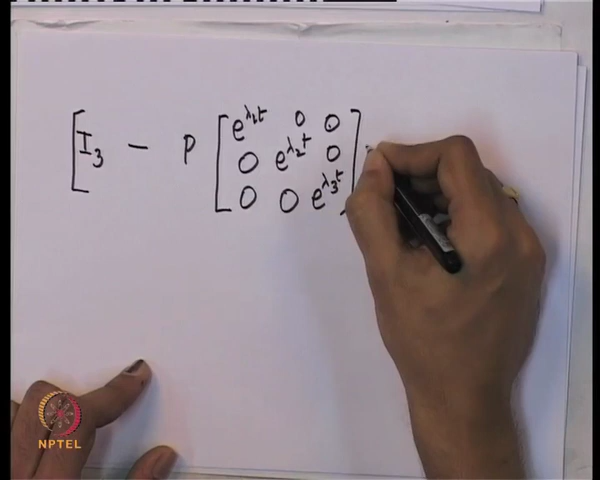 [ I₃ - P [ e^λ₁t 0 0
0 e^λ₂t 0
0 0 e^λ₃t ]
NPTEL